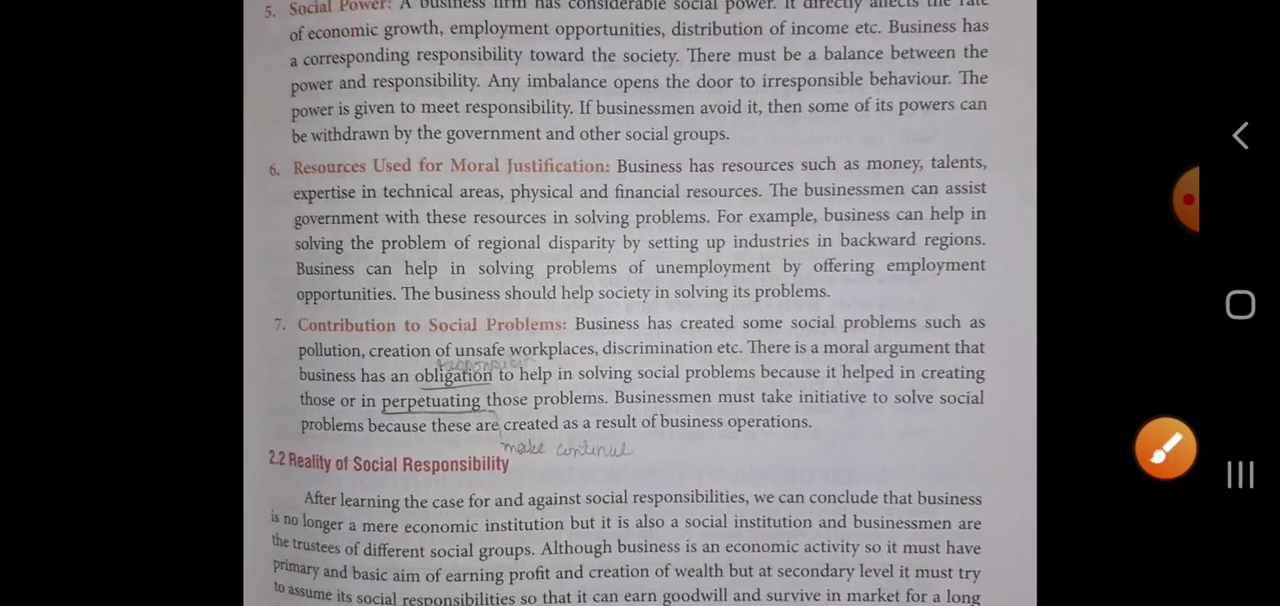 5. Social Power: A business firm has considerable social power. It directly affects the rate
of economic growth, employment opportunities, distribution of income etc. Business has
a corresponding responsibility toward the society. There must be a balance between the
power and responsibility. Any imbalance opens the door to irresponsible behaviour. The
power is given to meet responsibility. If businessmen avoid it, then some of its powers can
be withdrawn by the government and other social groups.
6. Resources Used for Moral Justification: Business has resources such as money, talents,
expertise in technical areas, physical and financial resources. The businessmen can assist
government with these resources in solving problems. For example, business can help in
solving the problem of regional disparity by setting up industries in backward regions.
Business can help in solving problems of unemployment by offering employment
opportunities. The business should help society in solving its problems.
7. Contribution to Social Problems: Business has created some social problems such as
pollution, creation of unsafe workplaces, discrimination etc. There is a moral argument that
business has an obligation to help in solving social problems because it helped in creating
those or in perpetuating those problems. Businessmen must take initiative to solve social
problems because these are created as a result of business operations.
make continue
2.2 Reality of Social Responsibility
After learning the case for and against social responsibilities, we can conclude that business
is no longer a mere economic institution but it is also a social institution and businessmen are
the trustees of different social groups. Although business is an economic activity so it must have
primary and basic aim of earning profit and creation of wealth but at secondary level it must try
to assume its social responsibilities so that it can earn goodwill and survive in market for a long